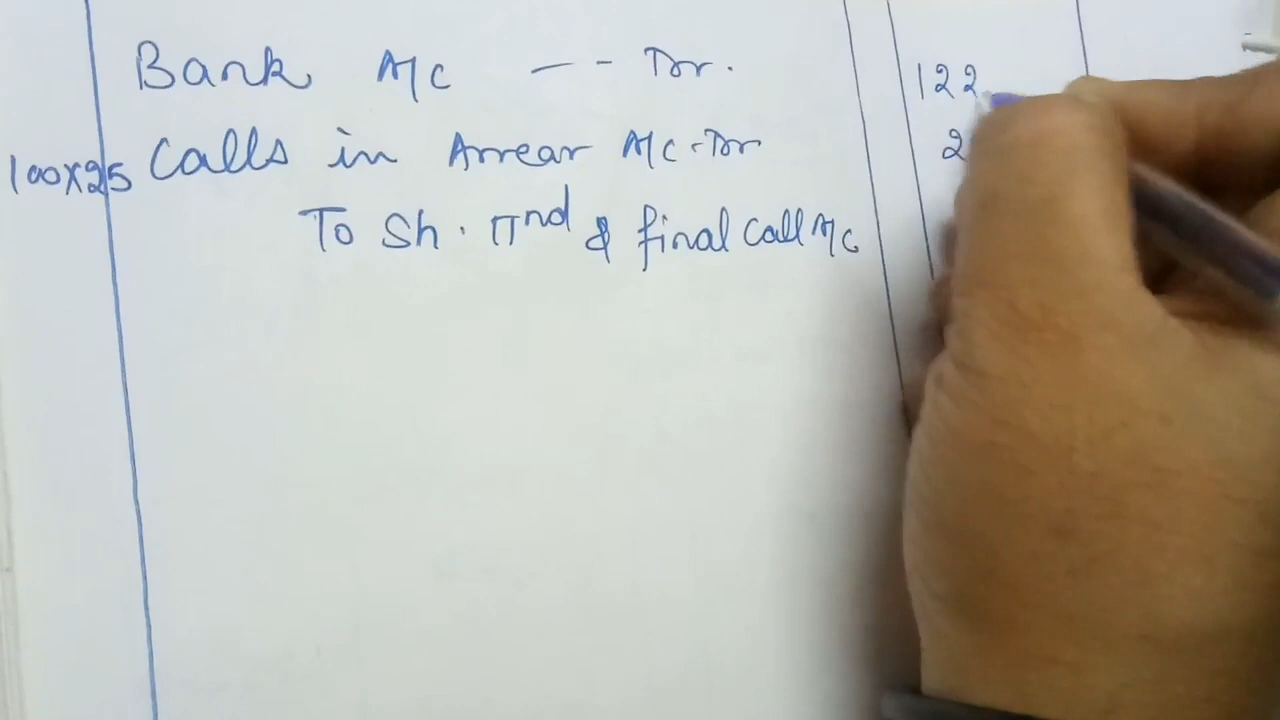 Bank A/c -- Dr. 122
100x25 Calls in Arrear A/c-Dr 2
To Sh. IInd & final Call A/c